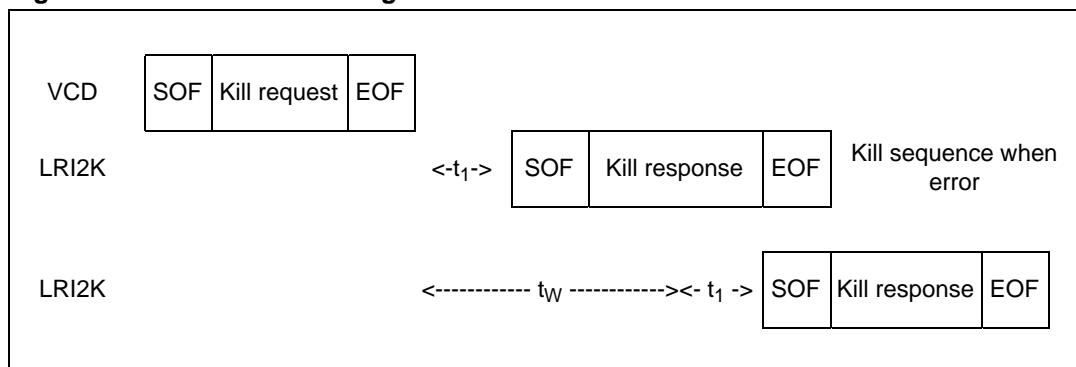 VCD SOF Kill request EOF
LRI2K <-t1-> SOF Kill response EOF Kill sequence when
error
LRI2K <------------ tW ------------><- t1 -> SOF Kill response EOF